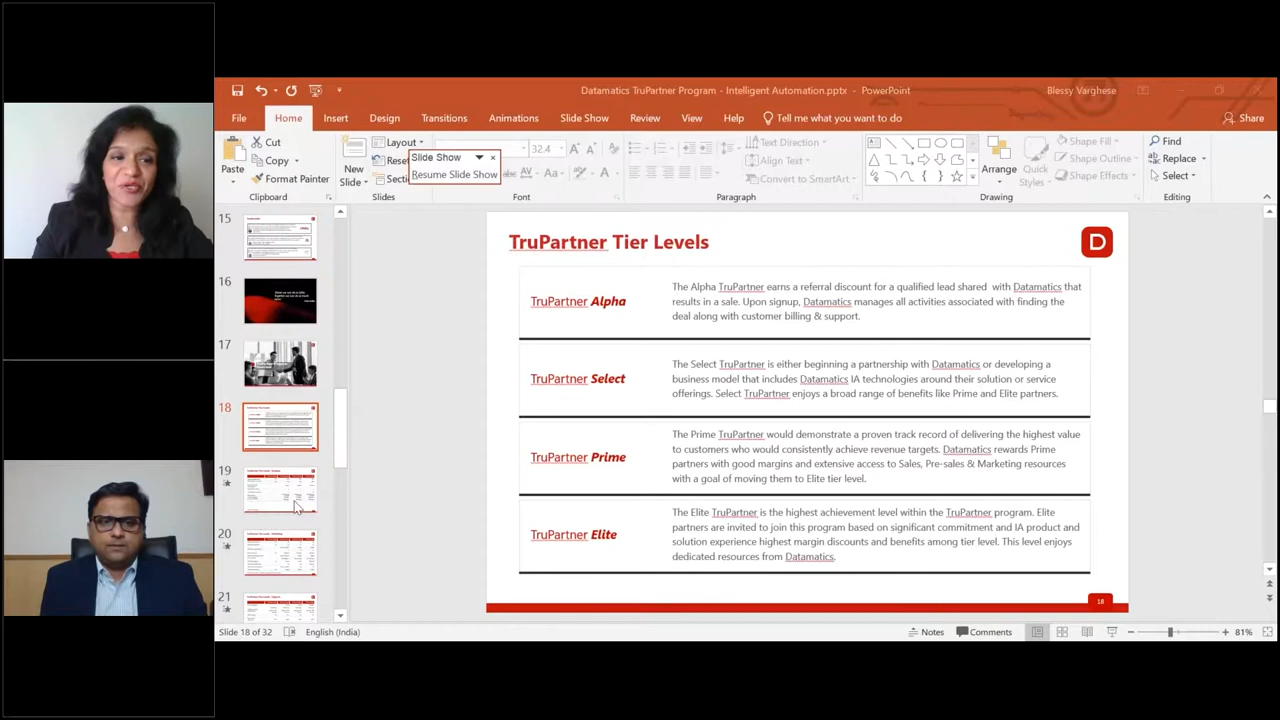 Datamatics TruPartner Program - Intelligent Automation.pptx - PowerPoint
Blessy Varghese
File
Home
Insert
Design
Transitions
Animations
Slide Show
Review
View
Help
Tell me what you want to do
Share
Paste
Cut
Copy
Format Painter
Clipboard
New
Slide
Layout
Reset
Slides
Slide Show
Resume Slide Show
32.4
Font
Text Direction
Align Text
Convert to SmartArt
Paragraph
Arrange
Quick
Styles
Shape Fill
Shape Outline
Shape Effects
Drawing
Find
Replace
Select
Editing
15
16
17
18
19
20
21
TruPartner Tier Levels
D
TruPartner Alpha
The Alpha TruPartner earns a referral discount for a qualified lead shared with Datamatics that
results in a sale. Upon signup, Datamatics manages all activities associated with finding the
deal along with customer billing & support.
TruPartner Select
The Select TruPartner is either beginning a partnership with Datamatics or developing a
business model that includes Datamatics IA technologies around their solution or service
offerings. Select TruPartner enjoys a broad range of benefits like Prime and Elite partners.
TruPartner Prime
The Prime TruPartner would demonstrate a proven track record of delivering the highest value
to customers who would consistently achieve revenue targets. Datamatics rewards Prime
partners with good margins and extensive access to Sales, Pre-sales & Marketing resources
with a goal of moving them to Elite tier level.
TruPartner Elite
The Elite TruPartner is the highest achievement level within the TruPartner program. Elite
partners are invited to join this program based on significant commitment and IA product and
solution experience highest margin discounts and benefits among tier level. This level enjoys
dedicated resources from Datamatics.
18
Slide 18 of 32
English (India)
Notes
Comments
81%